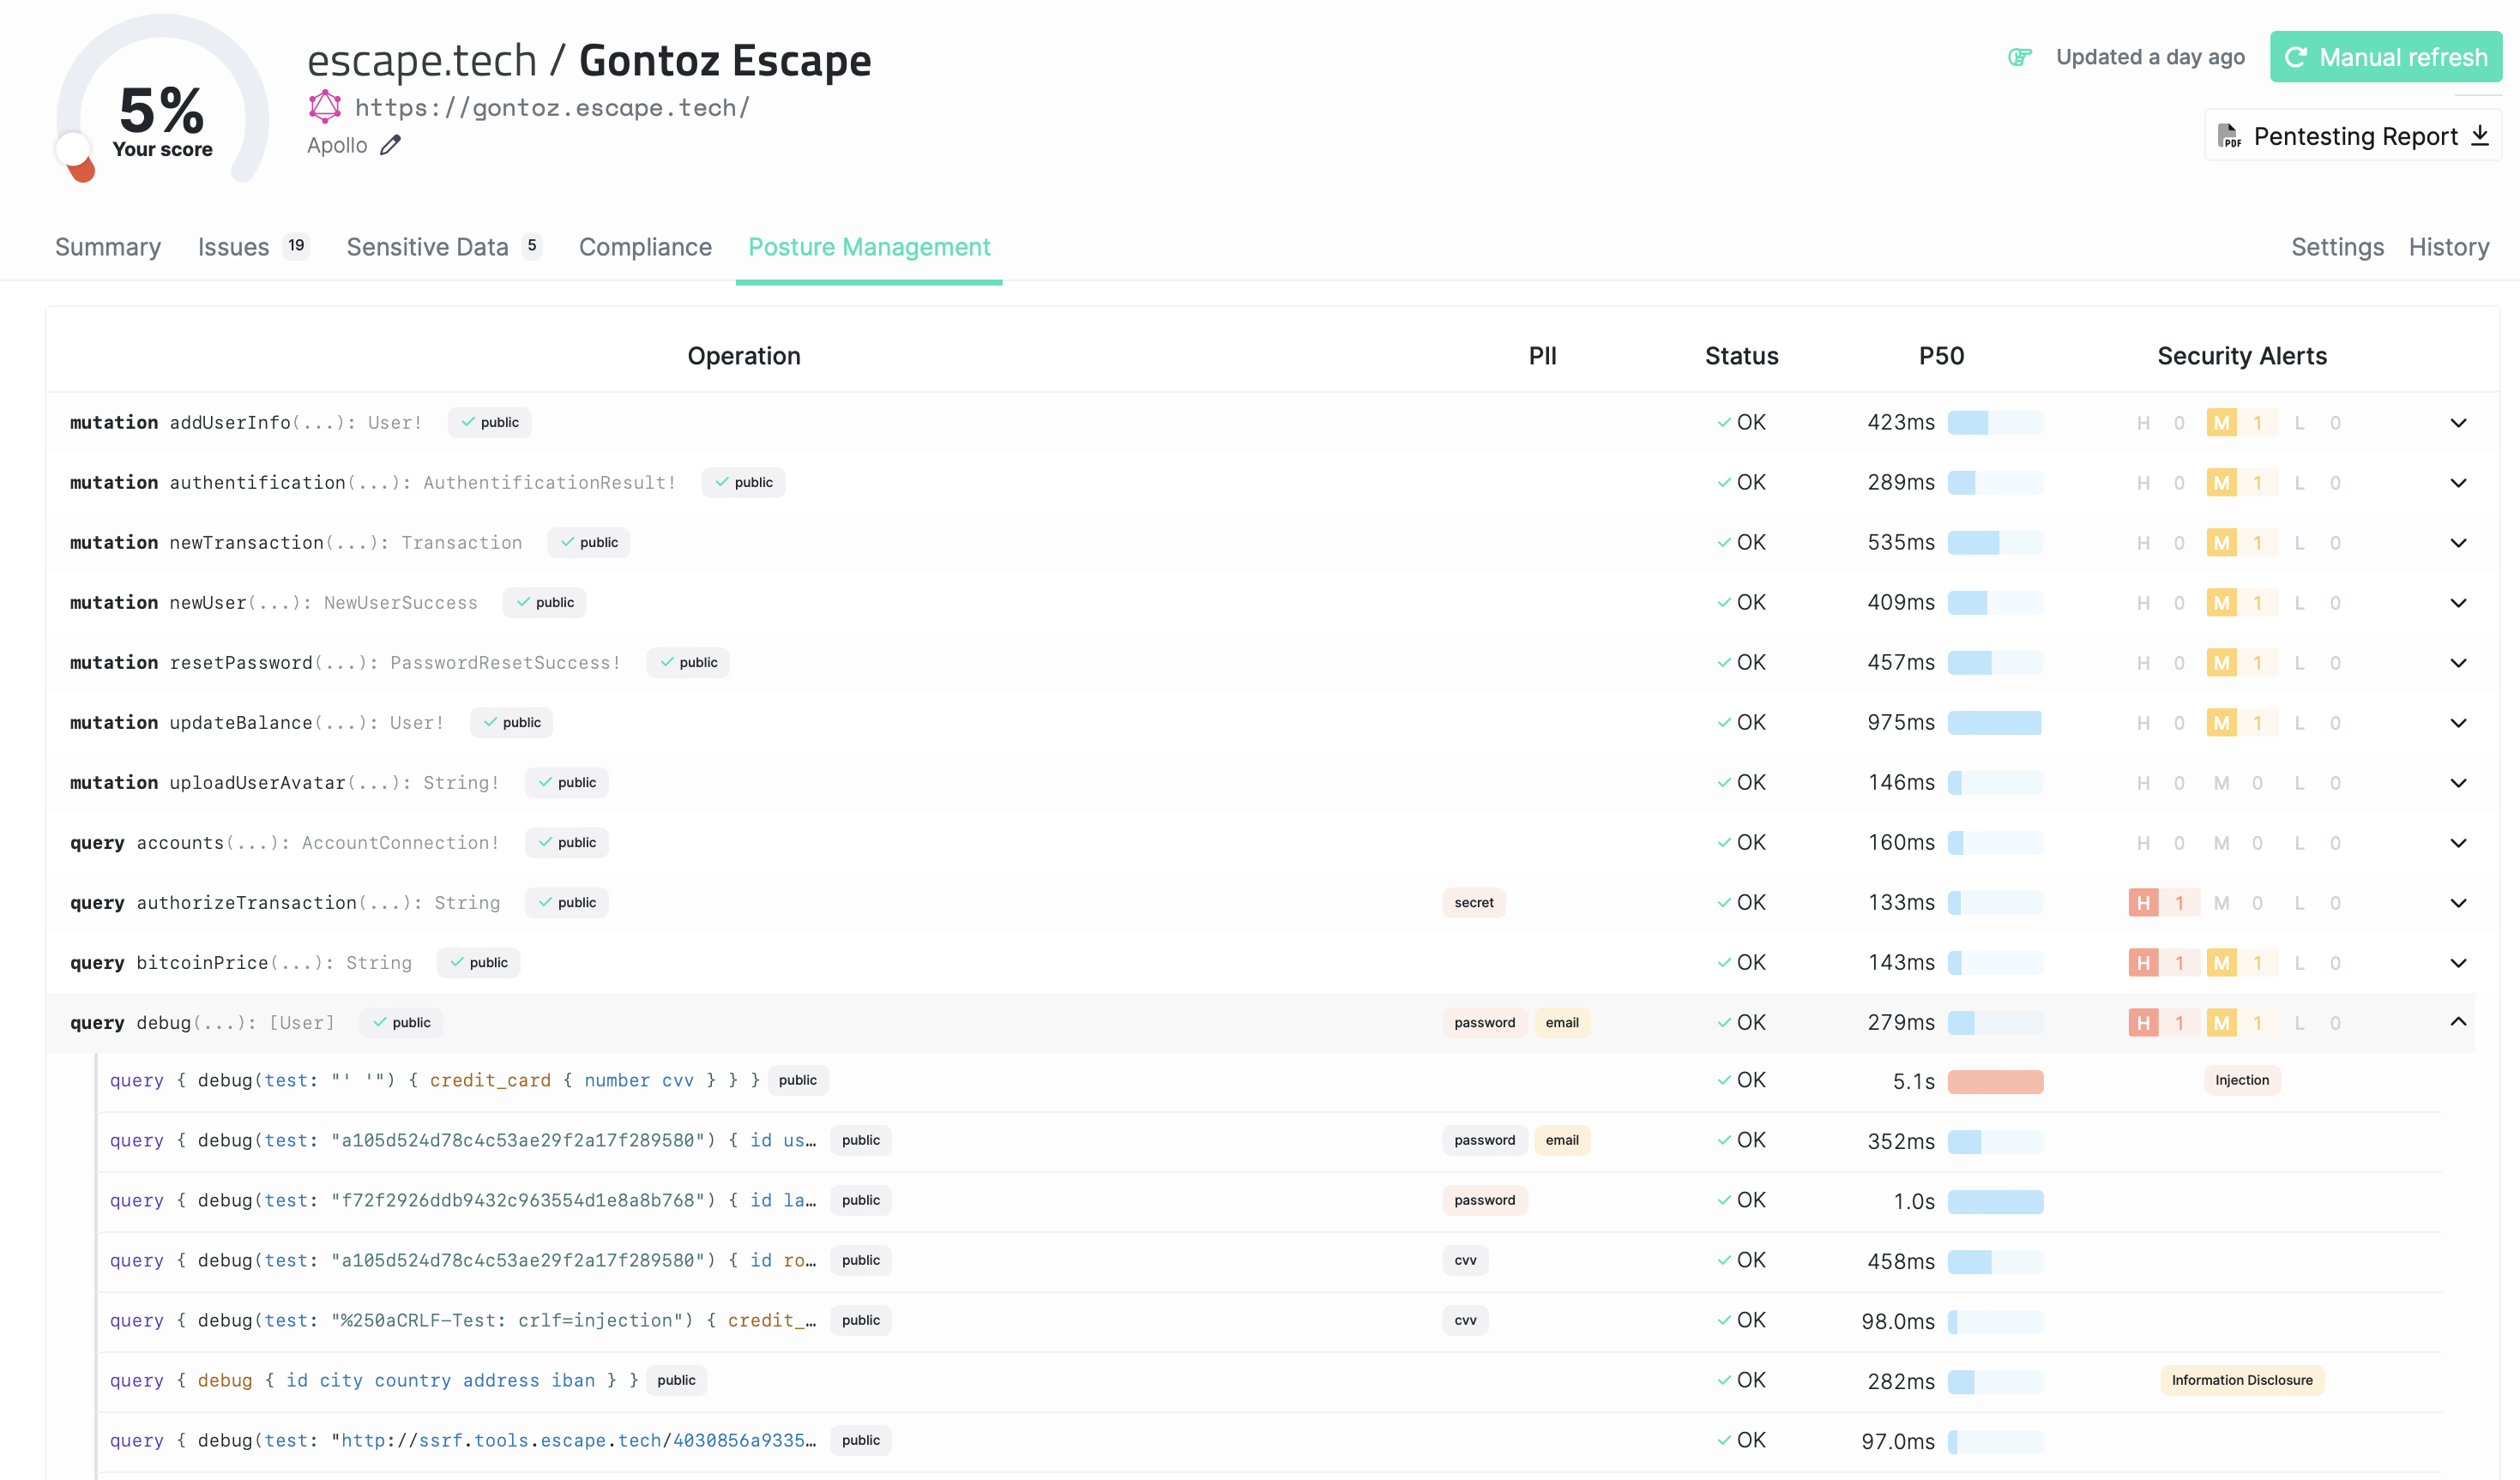 5%
Your score
escape.tech / Gontoz Escape
https://gontoz.escape.tech/
Apollo
Updated a day ago
Manual refresh
PDF Pentesting Report
Summary Issues 19 Sensitive Data 5 Compliance Posture Management Settings History
Operation PII Status P50 Security Alerts
mutation addUserInfo(...): User! public OK 423ms H 0 M 1 L 0
mutation authentification(...): AuthentificationResult! public OK 289ms H 0 M 1 L 0
mutation newTransaction(...): Transaction public OK 535ms H 0 M 1 L 0
mutation newUser(...): NewUserSuccess public OK 409ms H 0 M 1 L 0
mutation resetPassword(...): PasswordResetSuccess! public OK 457ms H 0 M 1 L 0
mutation updateBalance(...): User! public OK 975ms H 0 M 1 L 0
mutation uploadUserAvatar(...): String! public OK 146ms H 0 M 0 L 0
query accounts(...): AccountConnection! public OK 160ms H 0 M 0 L 0
query authorizeTransaction(...): String public secret OK 133ms H 1 M 0 L 0
query bitcoinPrice(...): String public OK 143ms H 1 M 1 L 0
query debug(...): [User] public password email OK 279ms H 1 M 1 L 0
query { debug(test: "' '") { credit_card { number cvv } } } public OK 5.1s Injection
query { debug(test: "a105d524d78c4c53ae29f2a17f289580") { id us… public password email OK 352ms
query { debug(test: "f72f2926ddb9432c963554d1e8a8b768") { id la… public password OK 1.0s
query { debug(test: "a105d524d78c4c53ae29f2a17f289580") { id ro… public cvv OK 458ms
query { debug(test: "%250aCRLF-Test: crlf=injection") { credit_… public cvv OK 98.0ms
query { debug { id city country address iban } } public OK 282ms Information Disclosure
query { debug(test: "http://ssrf.tools.escape.tech/4030856a9335… public OK 97.0ms